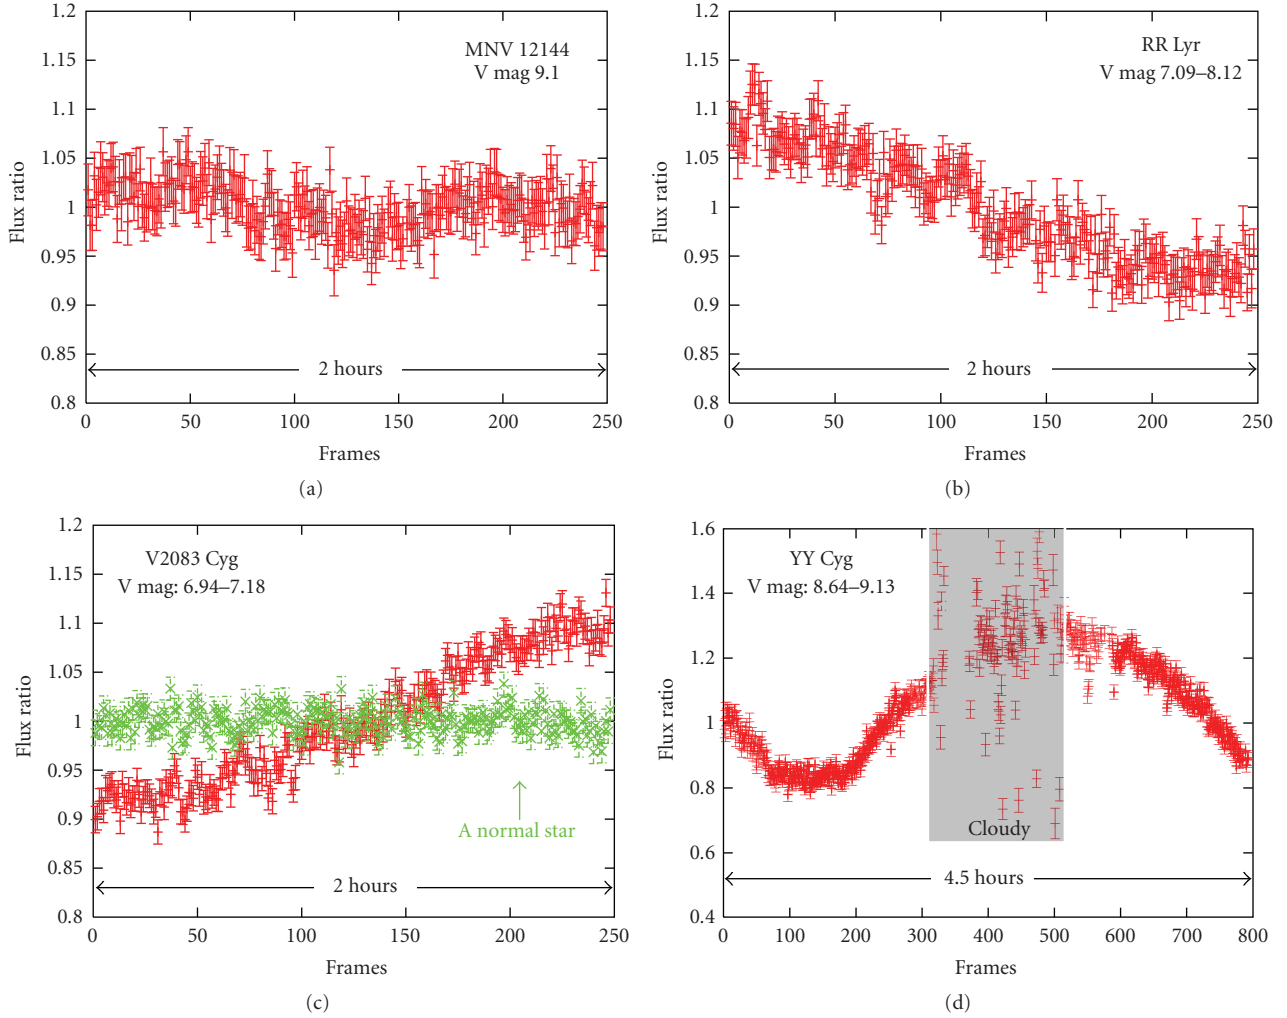 1.2
1.15
1.1
1.05
1
0.95
0.9
0.85
0.8
Flux ratio
MNV 12144
V mag 9.1
2 hours
0 50 100 150 200 250
Frames
(a)
1.2
1.15
1.1
1.05
1
0.95
0.9
0.85
0.8
Flux ratio
RR Lyr
V mag 7.09–8.12
2 hours
0 50 100 150 200 250
Frames
(b)
1.2
1.15
1.1
1.05
1
0.95
0.9
0.85
0.8
Flux ratio
V2083 Cyg
V mag: 6.94–7.18
A normal star
2 hours
0 50 100 150 200 250
Frames
(c)
1.6
1.4
1.2
1
0.8
0.6
0.4
Flux ratio
YY Cyg
V mag: 8.64–9.13
Cloudy
4.5 hours
0 100 200 300 400 500 600 700 800
Frames
(d)